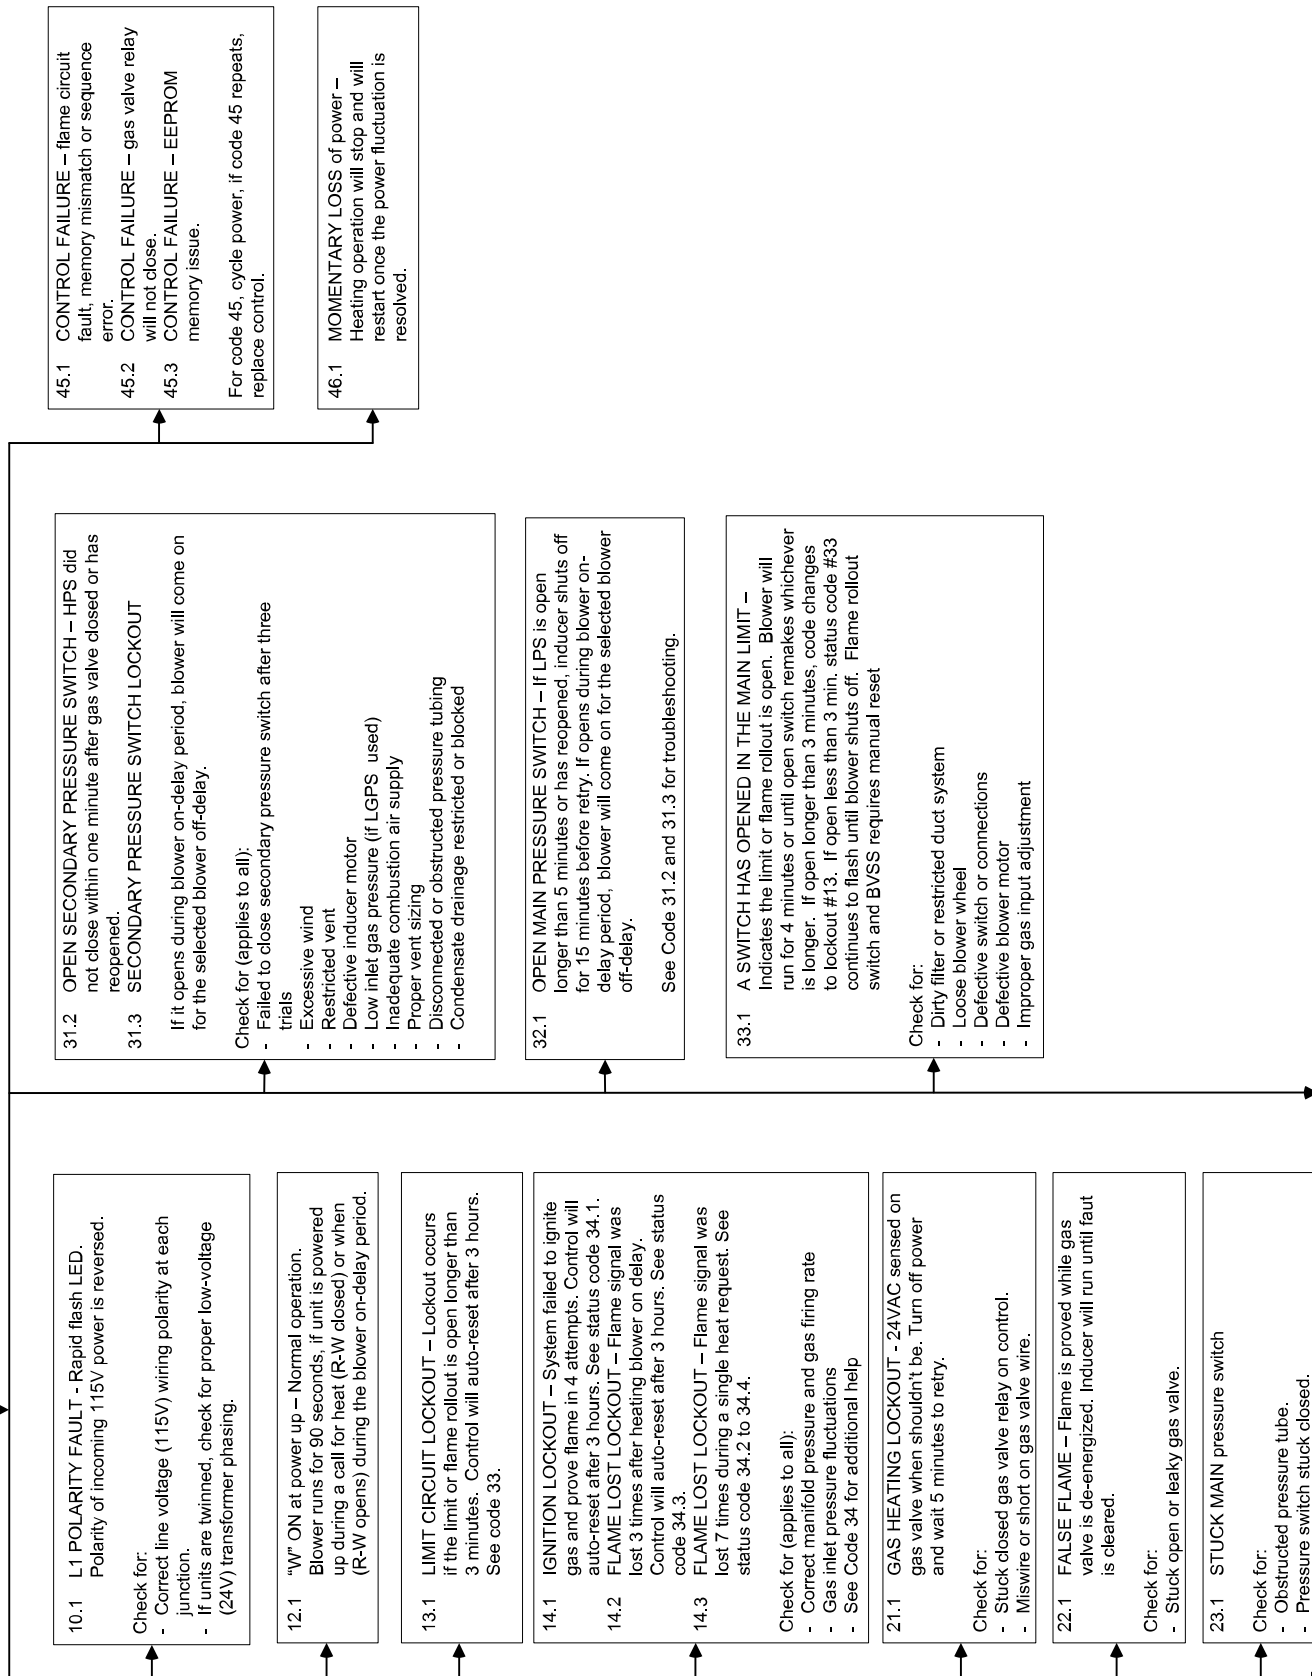 10.1 L1 POLARITY FAULT - Rapid flash LED.
Polarity of incoming 115V power is reversed.
Check for:
- Correct line voltage (115V) wiring polarity at each
junction.
- If units are twinned, check for proper low-voltage
(24V) transformer phasing.
12.1 "W" ON at power up – Normal operation.
Blower runs for 90 seconds, if unit is powered
up during a call for heat (R-W closed) or when
(R-W opens) during the blower on-delay period.
13.1 LIMIT CIRCUIT LOCKOUT – Lockout occurs
if the limit or flame rollout is open longer than
3 minutes. Control will auto-reset after 3 hours.
See code 33.
14.1 IGNITION LOCKOUT – System failed to ignite
gas and prove flame in 4 attempts. Control will
auto-reset after 3 hours. See status code 34.1.
14.2 FLAME LOST LOCKOUT – Flame signal was
lost 3 times after heating blower on delay.
Control will auto-reset after 3 hours. See status
code 34.3.
14.3 FLAME LOST LOCKOUT – Flame signal was
lost 7 times during a single heat request. See
status code 34.2 to 34.4.
Check for (applies to all):
- Correct manifold pressure and gas firing rate
- Gas inlet pressure fluctuations
- See Code 34 for additional help
21.1 GAS HEATING LOCKOUT - 24VAC sensed on
gas valve when shouldn't be. Turn off power
and wait 5 minutes to retry.
Check for:
- Stuck closed gas valve relay on control.
- Miswire or short on gas valve wire.
22.1 FALSE FLAME – Flame is proved while gas
valve is de-energized. Inducer will run until faut
is cleared.
Check for:
- Stuck open or leaky gas valve.
23.1 STUCK MAIN pressure switch
Check for:
- Obstructed pressure tube.
- Pressure switch stuck closed.
31.2 OPEN SECONDARY PRESSURE SWITCH – HPS did
not close within one minute after gas valve closed or has
reopened.
31.3 SECONDARY PRESSURE SWITCH LOCKOUT
If it opens during blower on-delay period, blower will come on
for the selected blower off-delay.
Check for (applies to all):
- Failed to close secondary pressure switch after three
trials
- Excessive wind
- Restricted vent
- Defective inducer motor
- Low inlet gas pressure (if LGPS used)
- Inadequate combustion air supply
- Proper vent sizing
- Disconnected or obstructed pressure tubing
- Condensate drainage restricted or blocked
32.1 OPEN MAIN PRESSURE SWITCH – If LPS is open
longer than 5 minutes or has reopened, inducer shuts off
for 15 minutes before retry. If opens during blower on-
delay period, blower will come on for the selected blower
off-delay.
See Code 31.2 and 31.3 for troubleshooting.
33.1 A SWITCH HAS OPENED IN THE MAIN LIMIT –
Indicates the limit or flame rollout is open. Blower will
run for 4 minutes or until open switch remakes whichever
is longer. If open longer than 3 minutes, code changes
to lockout #13. If open less than 3 min. status code #33
continues to flash until blower shuts off. Flame rollout
switch and BVSS requires manual reset
Check for:
- Dirty filter or restricted duct system
- Loose blower wheel
- Defective switch or connections
- Defective blower motor
- Improper gas input adjustment
45.1 CONTROL FAILURE – flame circuit
fault, memory mismatch or sequence
error.
45.2 CONTROL FAILURE – gas valve relay
will not close.
45.3 CONTROL FAILURE – EEPROM
memory issue.
For code 45, cycle power, if code 45 repeats,
replace control.
46.1 MOMENTARY LOSS of power –
Heating operation will stop and will
restart once the power fluctuation is
resolved.